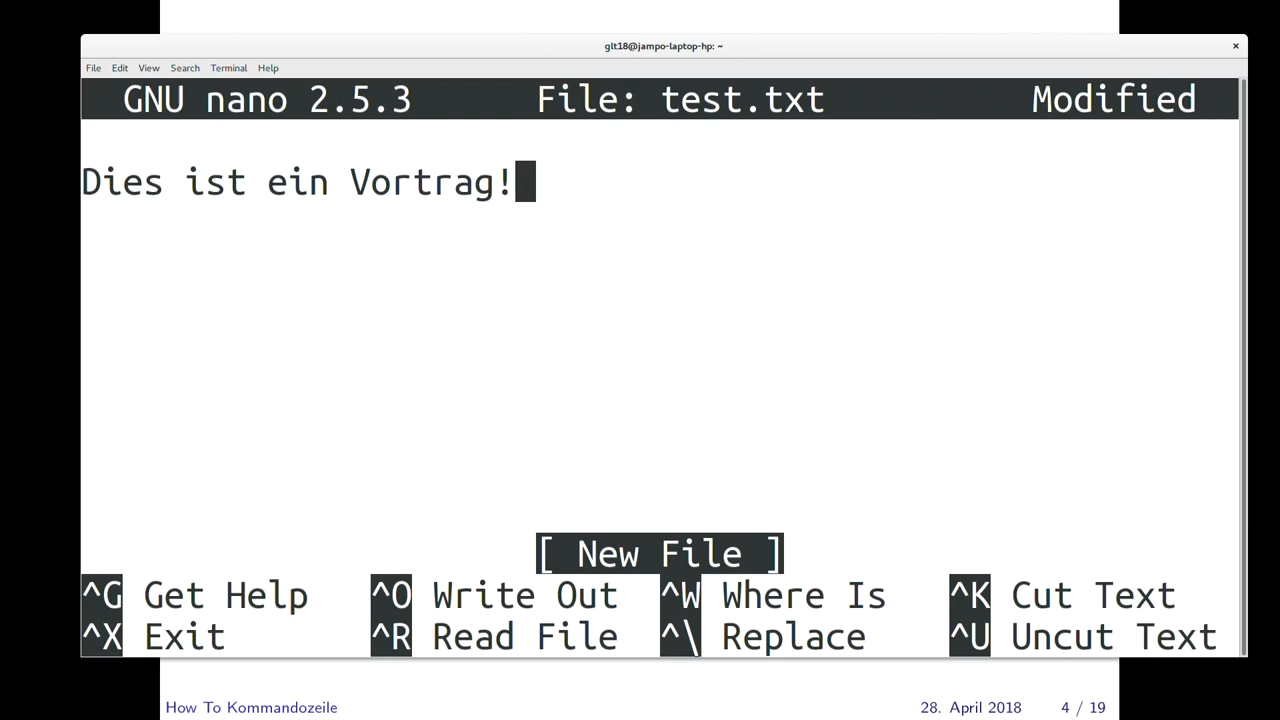 glt18@jampo-laptop-hp: ~ ×
File Edit View Search Terminal Help
GNU nano 2.5.3 File: test.txt Modified
Dies ist ein Vortrag!
[ New File ]
^G Get Help ^O Write Out ^W Where Is ^K Cut Text
^X Exit ^R Read File ^\ Replace ^U Uncut Text
How To Kommandozeile 28. April 2018 4 / 19